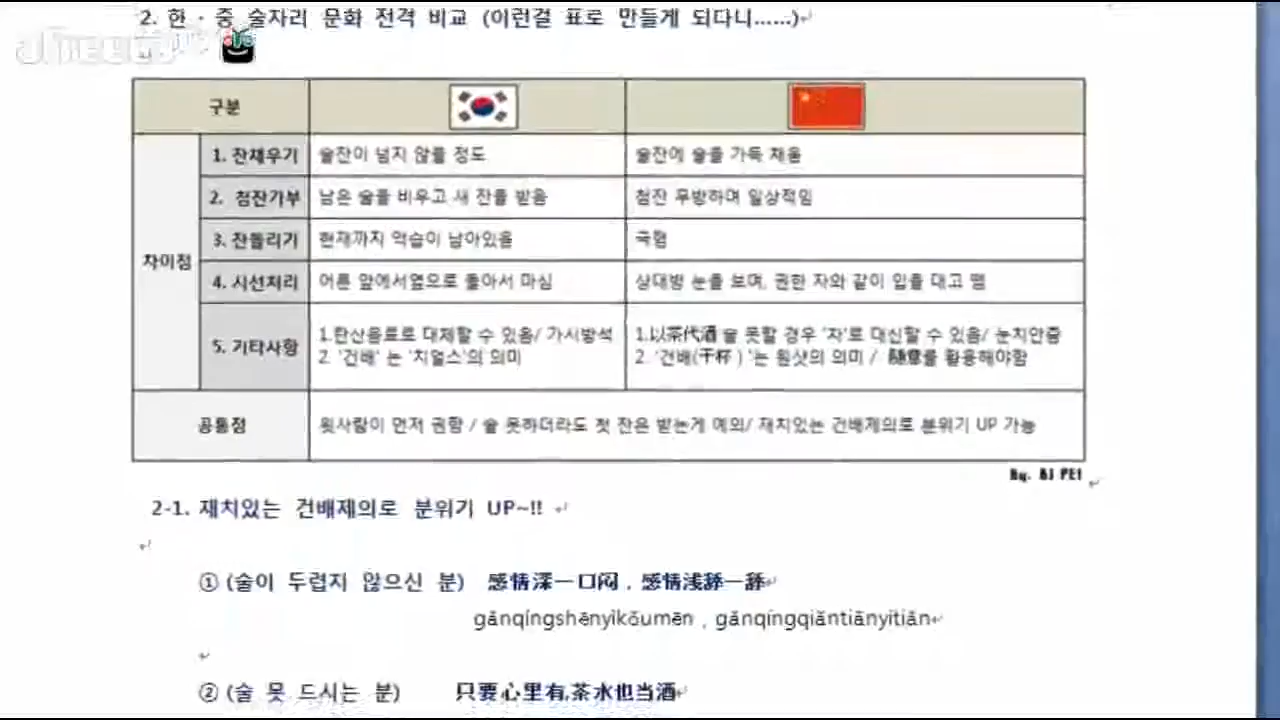 2. 한 · 중 술자리 문화 전격 비교 (이런걸 표로 만들게 되다니......)
afreeca
구분
차이점
1. 잔채우기 술잔이 넘지 않을 정도 술잔에 술을 가득 채움
2. 첨잔기부 남은 술을 비우고 새 잔을 받음 첨잔 무방하며 일상적임
3. 잔돌리기 현재까지 악습이 남아있음 극혐
4. 시선처리 어른 앞에서옆으로 돌아서 마심 상대방 눈을 보며, 권한 자와 같이 입을 대고 뗌
5. 기타사항
1.탄산음료로 대체할 수 있음/ 가시방석
2. '건배' 는 '치얼스'의 의미
1.以茶代酒 술 못할 경우 '차'로 대신할 수 있음/ 눈치안줌
2. '건배(干杯) '는 원샷의 의미 / 随意를 활용해야함
공통점 윗사람이 먼저 권함 / 술 못하더라도 첫 잔은 받는게 예의/ 재치있는 건배제의로 분위기 UP 가능
By. BJ PEI
2-1. 재치있는 건배제의로 분위기 UP~!!
① (술이 두렵지 않으신 분) 感情深一口闷，感情浅舔一舔
gǎnqíngshēnyìkǒumēn , gǎnqíngqiǎntiǎnyìtiǎn
② (술 못 드시는 분) 只要心里有,茶水也当酒